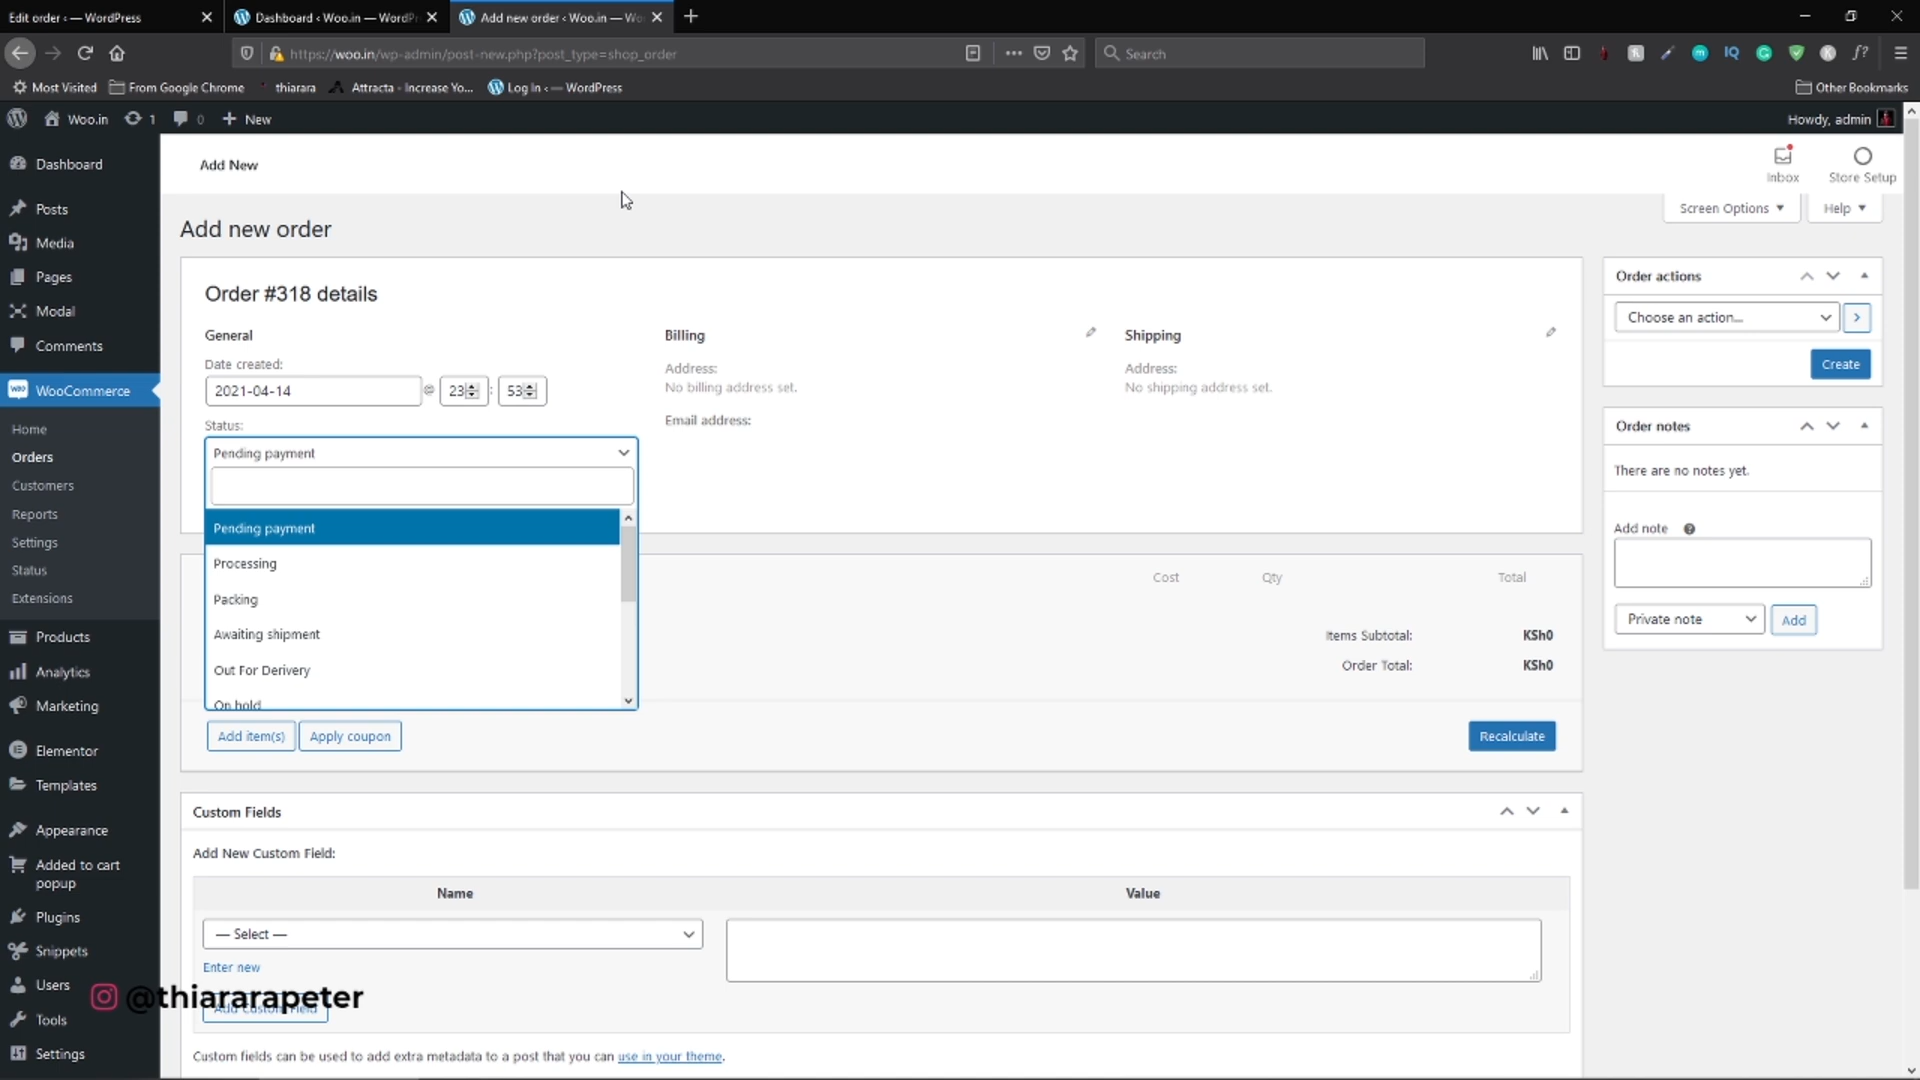 Edit order ‹ — WordPress
Dashboard ‹ Woo.in — WordP
Add new order ‹ Woo.in — Wo
https://woo.in/wp-admin/post-new.php?post_type=shop_order
Search
Most Visited
From Google Chrome
thiarara
Attracta - Increase Yo...
Log In ‹ — WordPress
Other Bookmarks
Woo.in
1
0
New
Howdy, admin
Dashboard
Posts
Media
Pages
Modal
Comments
WooCommerce
Home
Orders
Customers
Reports
Settings
Status
Extensions
Products
Analytics
Marketing
Elementor
Templates
Appearance
Added to cart
popup
Plugins
Snippets
Users
Tools
Settings
Add New
Inbox
Store Setup
Screen Options
Help
Add new order
Order #318 details
General
Date created:
2021-04-14 @ 23 : 53
Status:
Pending payment
Pending payment
Processing
Packing
Awaiting shipment
Out For Derivery
On hold
Billing
Address:
No billing address set.
Email address:
Shipping
Address:
No shipping address set.
Cost
Qty
Total
Items Subtotal: KSh0
Order Total: KSh0
Add item(s)
Apply coupon
Recalculate
Custom Fields
Add New Custom Field:
Name
Value
— Select —
Enter new
Add Custom Field
Custom fields can be used to add extra metadata to a post that you can use in your theme.
Order actions
Choose an action...
Create
Order notes
There are no notes yet.
Add note
Private note
Add
@thiararapeter